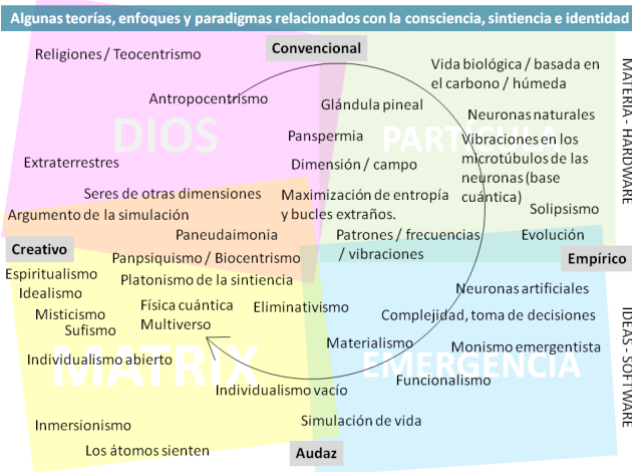 Algunas teorías, enfoques y paradigmas relacionados con la consciencia, sintiencia e identidad
Convencional
Religiones / Teocentrismo
Vida biológica / basada en
el carbono / húmeda
MATERIA - HARDWARE
Antropocentrismo
Glándula pineal
Neuronas naturales
DIOS
PARTÍCULA
Panspermia
Vibraciones en los
microtúbulos de las
neuronas (base
cuántica)
Extraterrestres
Dimensión / campo
Seres de otras dimensiones
Maximización de entropía
y bucles extraños.
Solipsismo
Argumento de la simulación
Paneudaimonia
Patrones / frecuencias
/ vibraciones
Evolución
Creativo
Empírico
Panpsiquismo / Biocentrismo
Espiritualismo
Platonismo de la sintiencia
Idealismo
Neuronas artificiales
Física cuántica
Multiverso
Eliminativismo
Místicismo
Complejidad, toma de decisiones
IDEAS - SOFTWARE
Sufismo
Materialismo
Monismo emergentista
Individualismo abierto
MATRIX
EMERGENCIA
Funcionalismo
Individualismo vacío
Inmersionismo
Simulación de vida
Los átomos sienten
Audaz